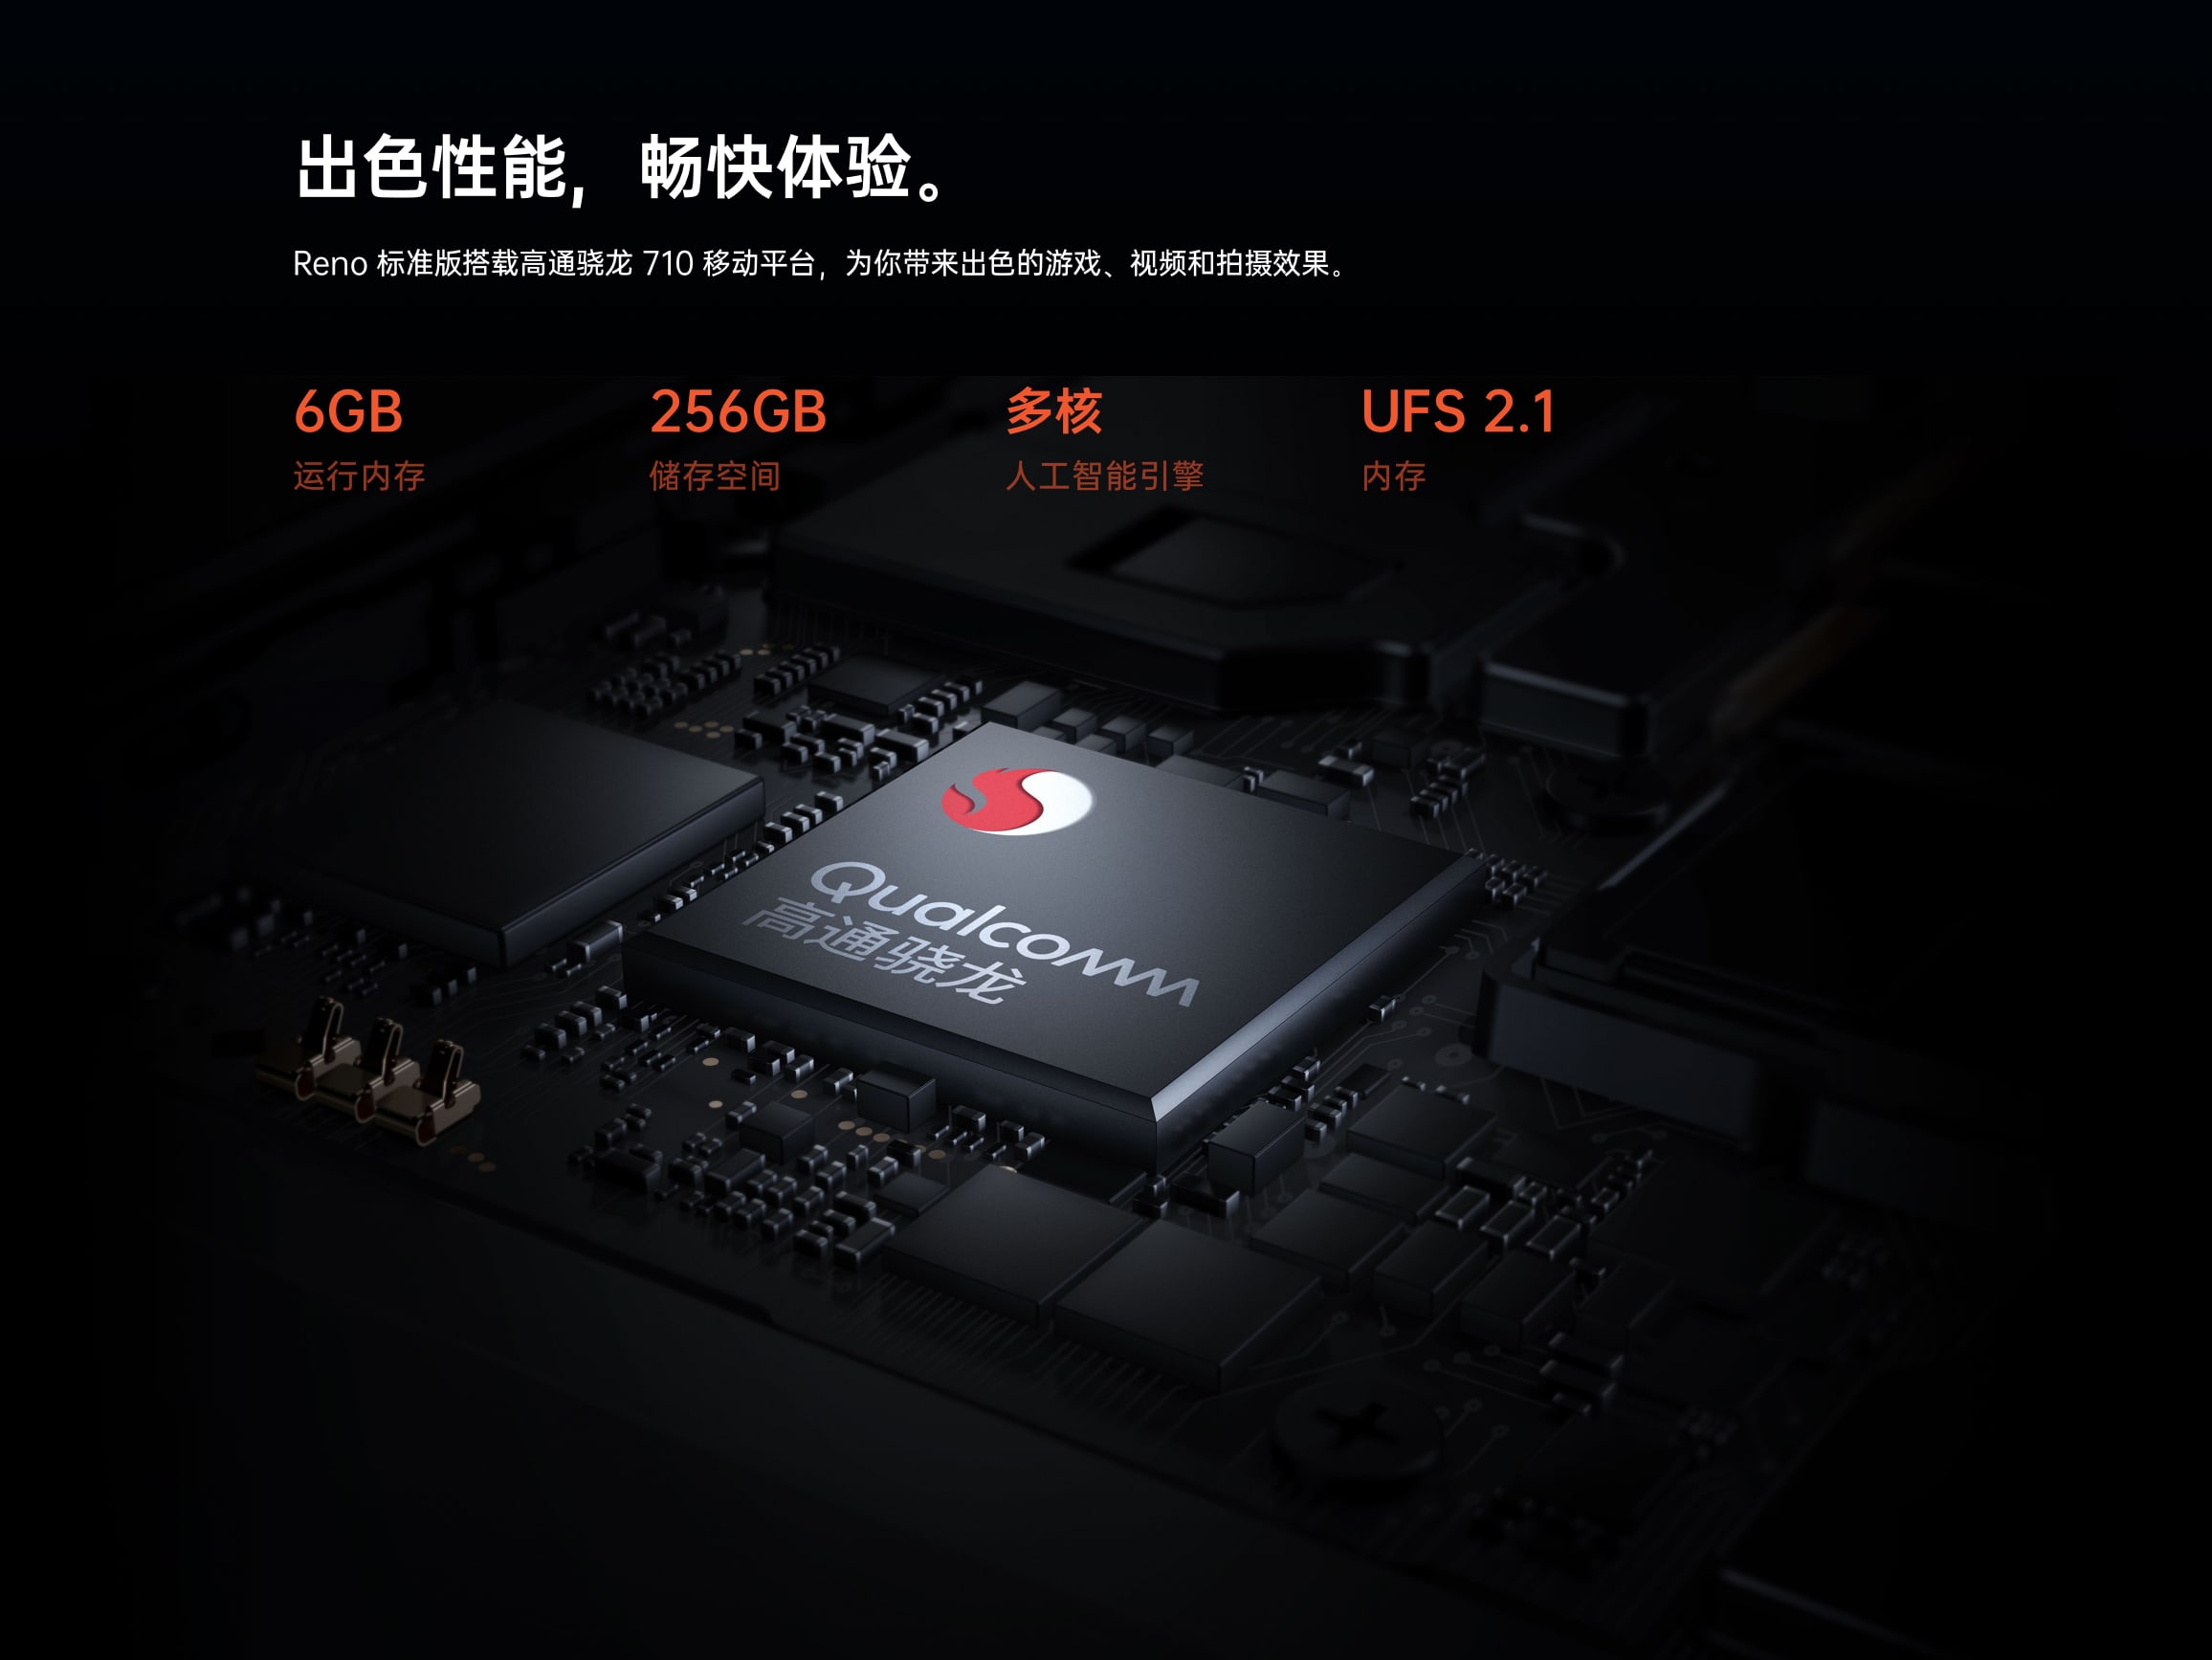 出色性能，畅快体验。
Reno 标准版搭载高通骁龙 710 移动平台，为你带来出色的游戏、视频和拍摄效果。
6GB
运行内存
256GB
储存空间
多核
人工智能引擎
UFS 2.1
内存
Qualcomm
高通骁龙